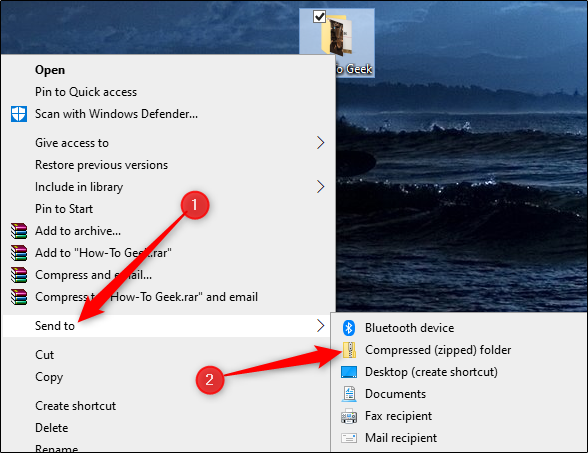 To Geek
Open
Pin to Quick access
Scan with Windows Defender...
Give access to
Restore previous versions
Include in library
Pin to Start
Add to archive...
Add to "How-To Geek.rar"
Compress and email...
Compress to "How-To Geek.rar" and email
Send to
Cut
Copy
Create shortcut
Delete
Rename
1
2
Bluetooth device
Compressed (zipped) folder
Desktop (create shortcut)
Documents
Fax recipient
Mail recipient